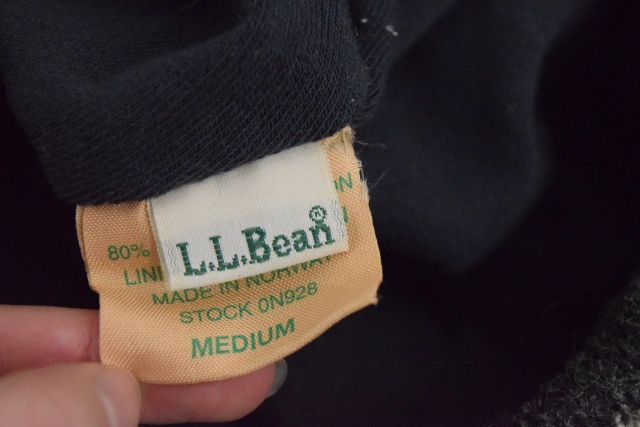 L.L.Bean®
80%
MADE IN NORWAY
STOCK 0N928
MEDIUM